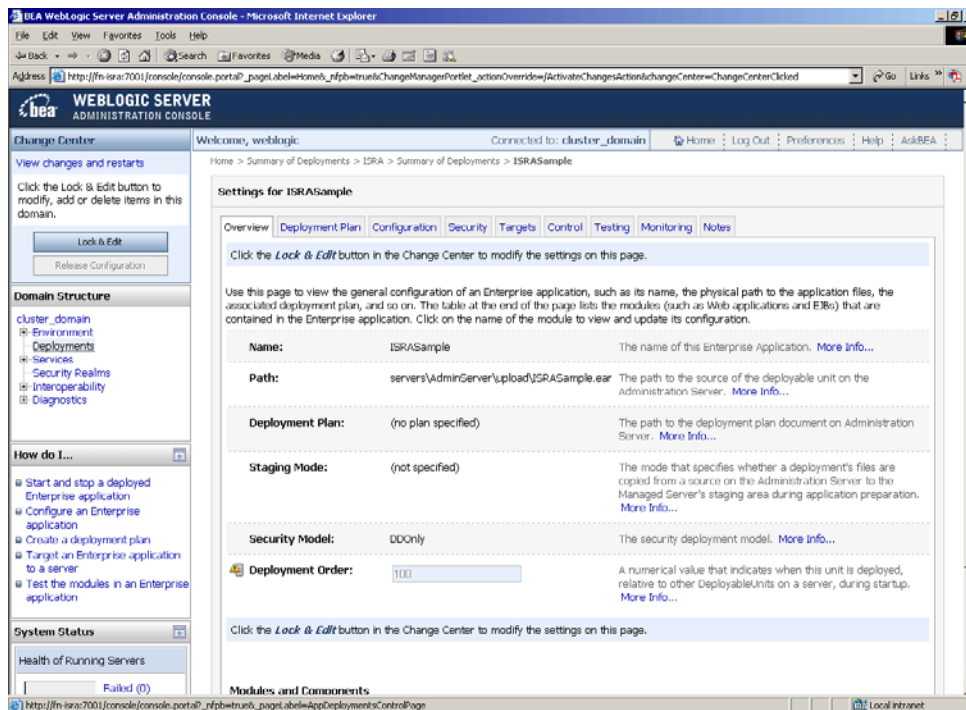 BEA WebLogic Server Administration Console - Microsoft Internet Explorer
File Edit View Favorites Tools Help
Back Search Favorites Media
Address http://fn-isra:7001/console/console.portal?_pageLabel=Home&_nfpb=true&ChangeManagerPortlet_actionOverride=/ActivateChangesAction&changeCenter=ChangeCenterClicked Go Links »
bea WEBLOGIC SERVER
ADMINISTRATION CONSOLE
Change Center
View changes and restarts
Click the Lock & Edit button to
modify, add or delete items in this
domain.
Lock & Edit
Release Configuration
Domain Structure
cluster_domain
Environment
Deployments
Services
Security Realms
Interoperability
Diagnostics
How do I...
Start and stop a deployed
Enterprise application
Configure an Enterprise
application
Create a deployment plan
Target an Enterprise application
to a server
Test the modules in an Enterprise
application
System Status
Health of Running Servers
Failed (0)
Welcome, weblogic Connected to: cluster_domain Home Log Out Preferences Help AskBEA
Home > Summary of Deployments > ISRA > Summary of Deployments > ISRASample
Settings for ISRASample
Overview Deployment Plan Configuration Security Targets Control Testing Monitoring Notes
Click the Lock & Edit button in the Change Center to modify the settings on this page.
Use this page to view the general configuration of an Enterprise application, such as its name, the physical path to the application files, the
associated deployment plan, and so on. The table at the end of the page lists the modules (such as Web applications and EJBs) that are
contained in the Enterprise application. Click on the name of the module to view and update its configuration.
Name: ISRASample The name of this Enterprise Application. More Info...
Path: servers\AdminServer\upload\ISRASample.ear The path to the source of the deployable unit on the
Administration Server. More Info...
Deployment Plan: (no plan specified) The path to the deployment plan document on Administration
Server. More Info...
Staging Mode: (not specified) The mode that specifies whether a deployment's files are
copied from a source on the Administration Server to the
Managed Server's staging area during application preparation.
More Info...
Security Model: DDOnly The security deployment model. More Info...
Deployment Order: 100 A numerical value that indicates when this unit is deployed,
relative to other DeployableUnits on a server, during startup.
More Info...
Click the Lock & Edit button in the Change Center to modify the settings on this page.
Modules and Components
http://fn-isra:7001/console/console.portal?_nfpb=true&_pageLabel=AppDeploymentsControlPage Local intranet